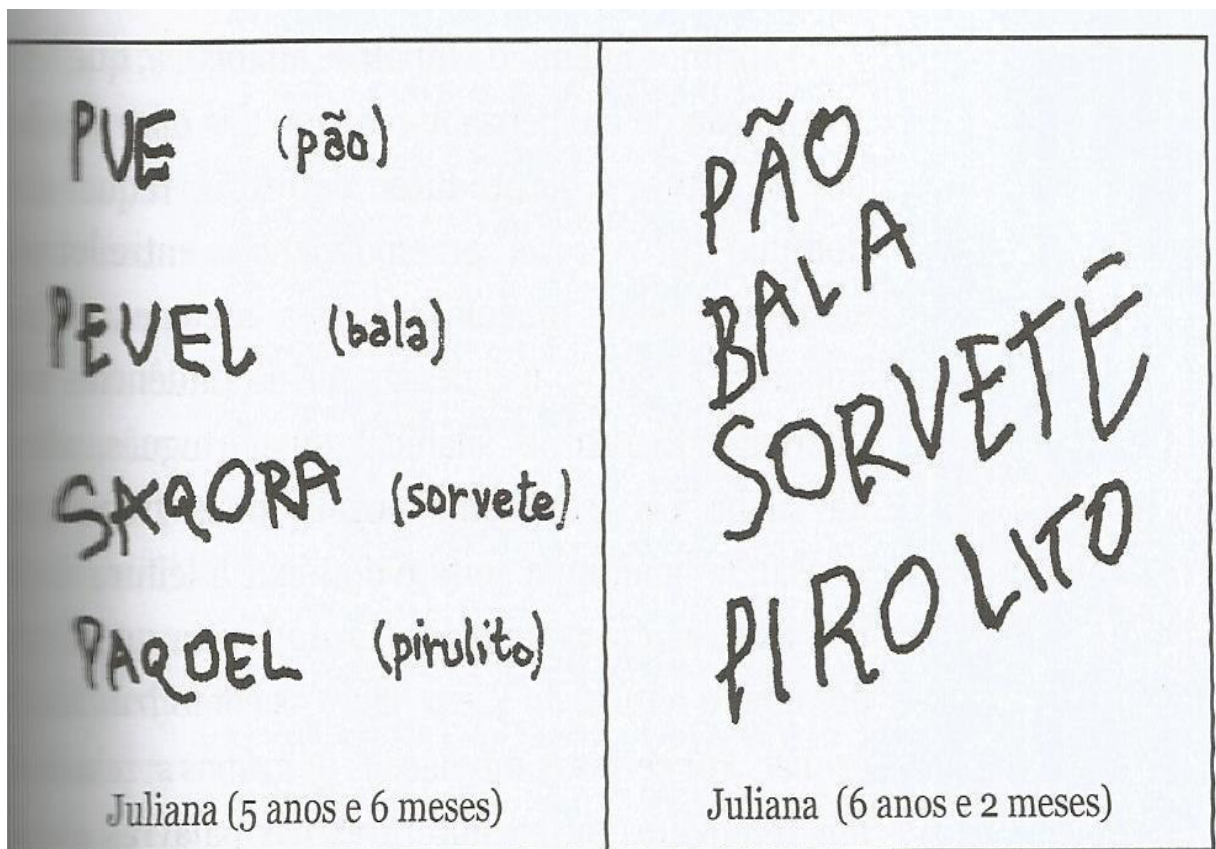 PUE (pão)
PEVEL (bala)
SAQORA (sorvete)
PAQOEL (pirulito)
Juliana (5 anos e 6 meses)
PÃO
BALA
SORVETÉ
PIROLITO
Juliana (6 anos e 2 meses)